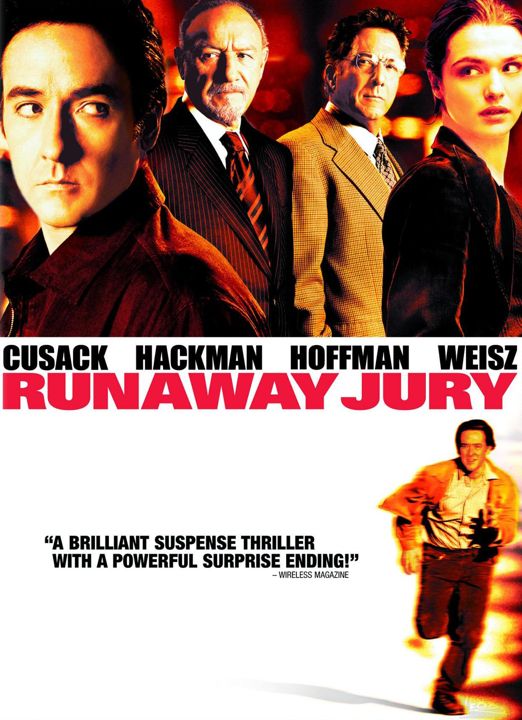 CUSACK HACKMAN HOFFMAN WEISZ
RUNAWAY JURY
“A BRILLIANT SUSPENSE THRILLER
WITH A POWERFUL SURPRISE ENDING!”
– WIRELESS MAGAZINE